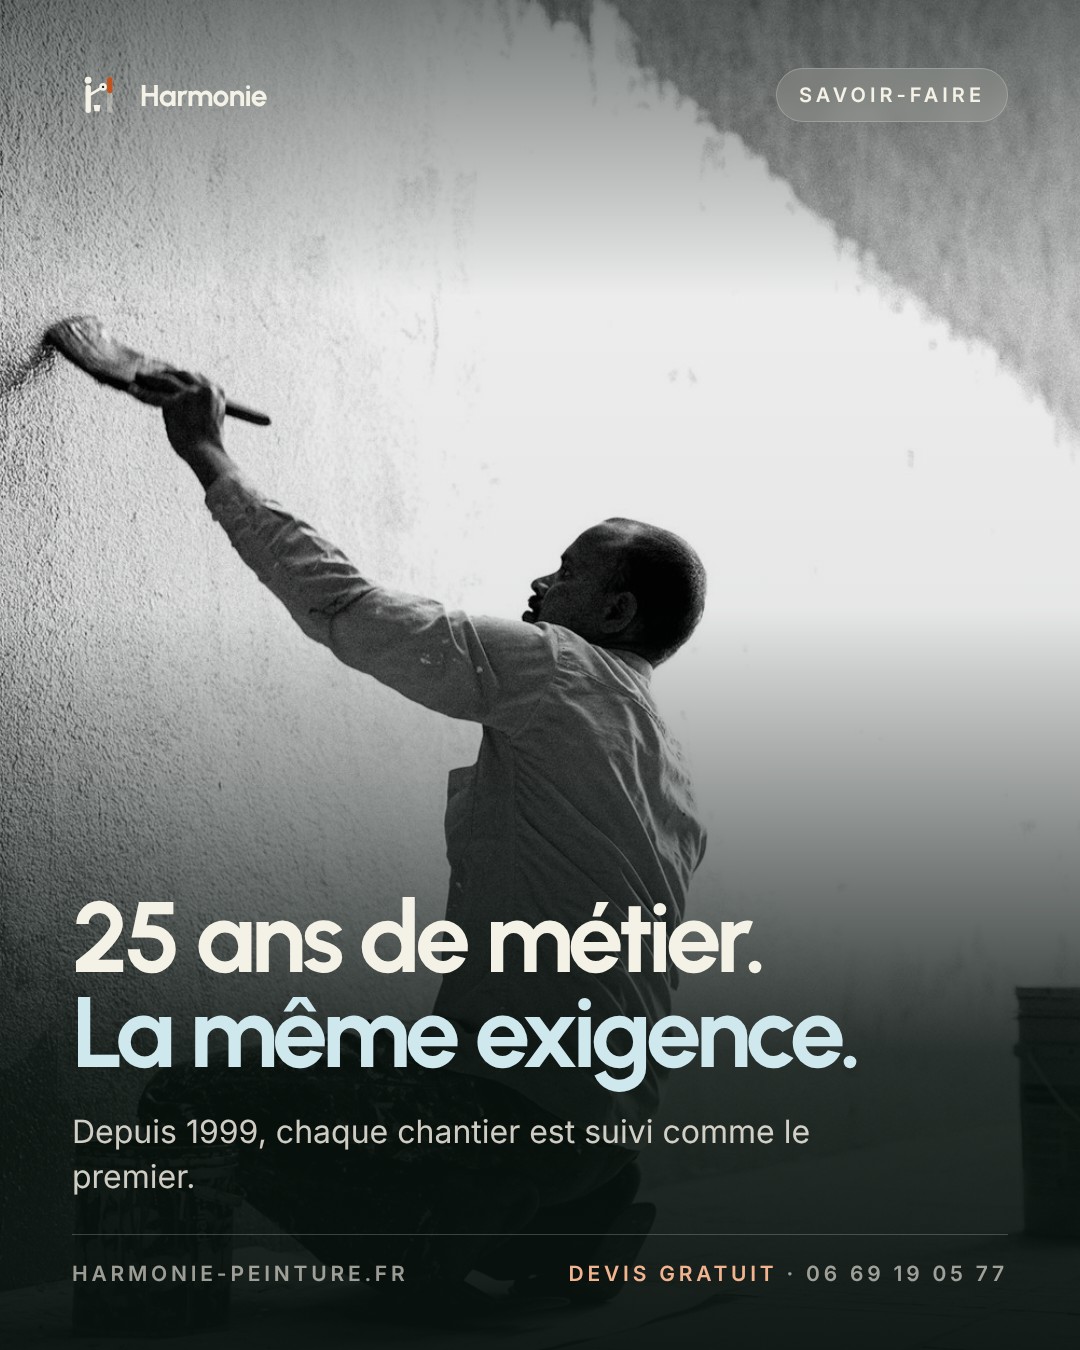 Harmonie
SAVOIR-FAIRE
25 ans de métier.
La même exigence.
Depuis 1999, chaque chantier est suivi comme le
premier.
HARMONIE-PEINTURE.FR
DEVIS GRATUIT · 06 69 19 05 77